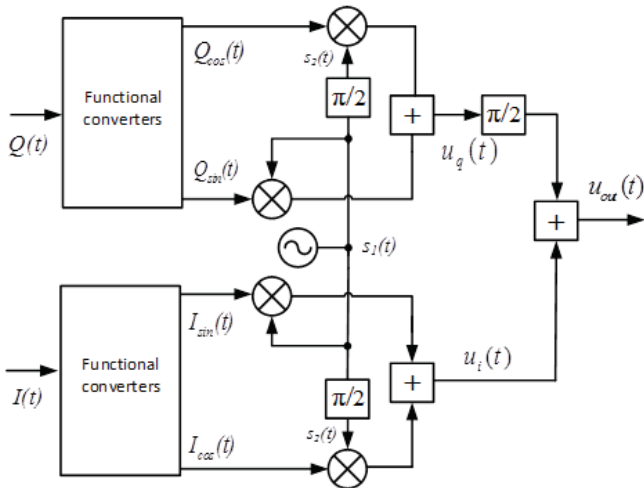 Q_cos(t)
s_2(t)
Functional
converters
π/2
+
π/2
Q(t)
u_q(t)
Q_sin(t)
u_out(t)
+
s_1(t)
I_sin(t)
Functional
converters
u_i(t)
+
π/2
I(t)
s_2(t)
I_cos(t)